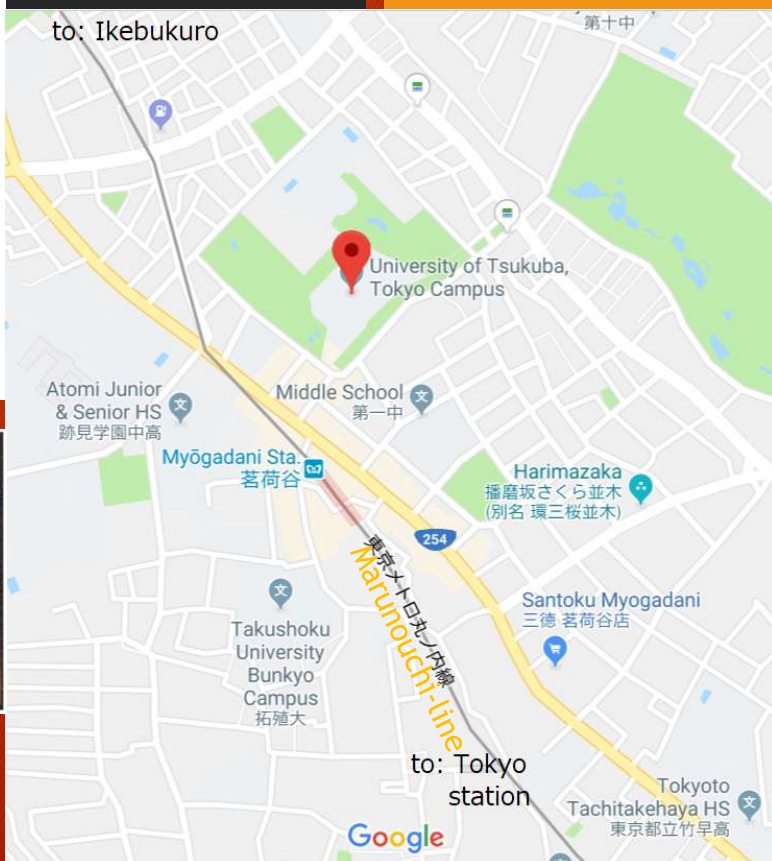 to: Ikebukuro
第十中
University of Tsukuba,
Tokyo Campus
Atomi Junior
& Senior HS
跡見学園中高
Middle School
第一中
Myōgadani Sta.
茗荷谷
Harimazaka
播磨坂さくら並木
(別名 環三桜並木)
254
東京メトロ丸ノ内線
Marunouchi-line
文
Takushoku
University
Bunkyo
Campus
拓殖大
Santoku Myogadani
三徳 茗荷谷店
to: Tokyo
station
Tokyoto
Tachitakehaya HS
東京都立竹早高
Google